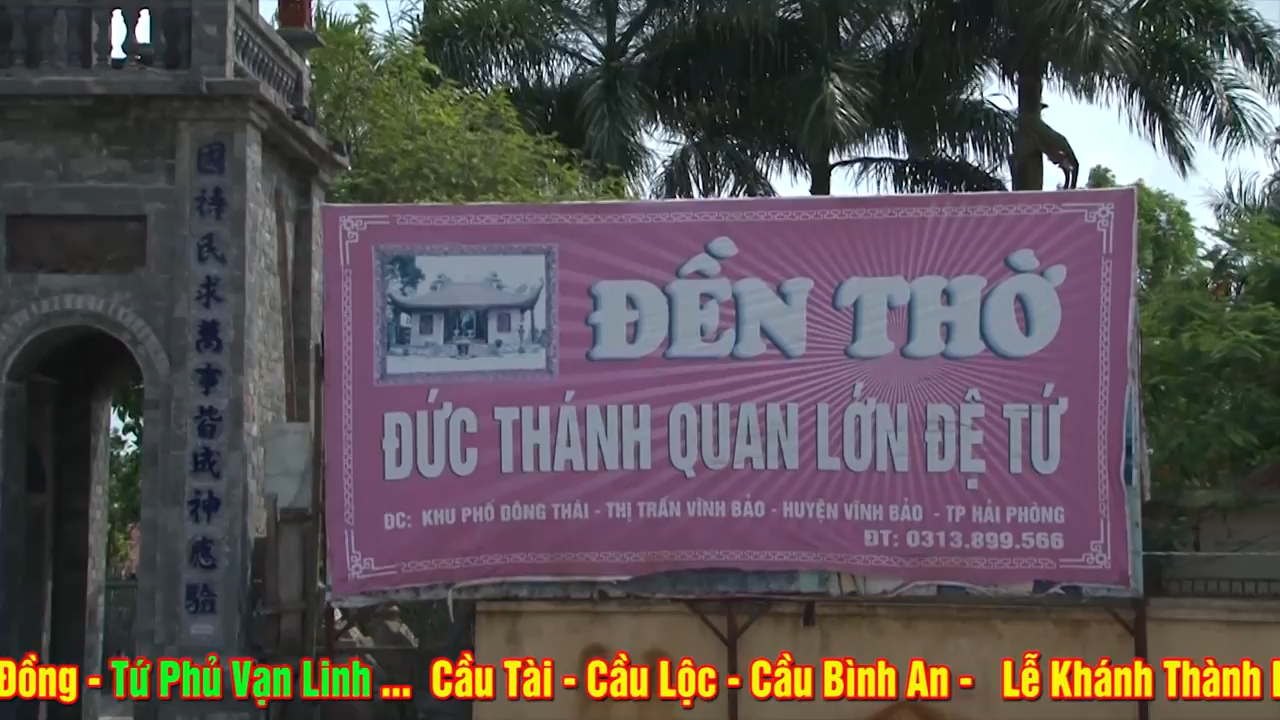 國禱民求萬事皆成神應驗
ĐỀN THỜ
ĐỨC THÁNH QUAN LỚN ĐỆ TỨ
ĐC: KHU PHỐ ĐÔNG THÁI - THỊ TRẤN VĨNH BẢO - HUYỆN VĨNH BẢO - TP HẢI PHÒNG
ĐT: 0313.899.566
Đồng - Tứ Phủ Vạn Linh ... Cầu Tài - Cầu Lộc - Cầu Bình An - Lễ Khánh Thành